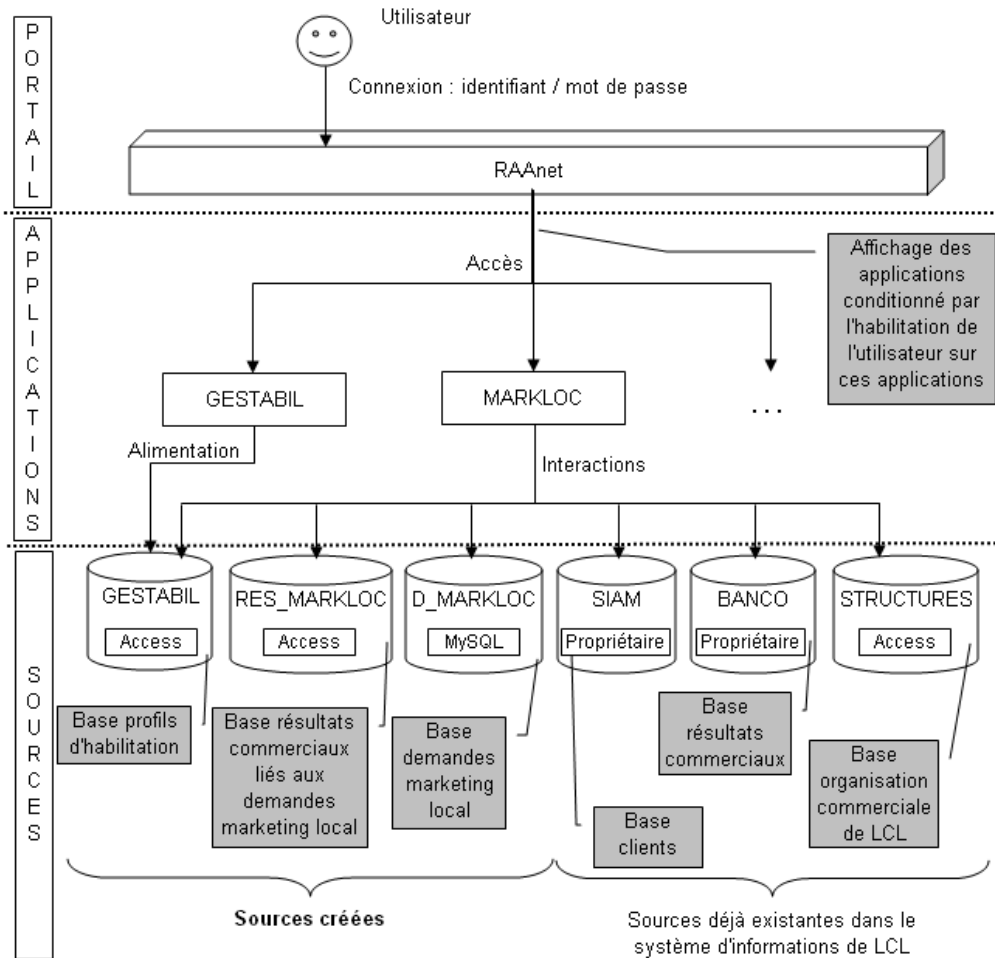 PORTAIL
Utilisateur
Connexion : identifiant / mot de passe
RAAnet
APPLICATIONS
Accès
Affichage des
applications
conditionné par
l'habilitation de
l'utilisateur sur
ces applications
GESTABIL
MARKLOC
...
Alimentation
Interactions
SOURCES
GESTABIL
Access
RES_MARKLOC
Access
D_MARKLOC
MySQL
SIAM
Propriétaire
BANCO
Propriétaire
STRUCTURES
Access
Base profils
d'habilitation
Base résultats
commerciaux
liés aux
demandes
marketing local
Base
demandes
marketing
local
Base
clients
Base
résultats
commerciaux
Base
organisation
commerciale
de LCL
Sources créées
Sources déjà existantes dans le
système d'informations de LCL